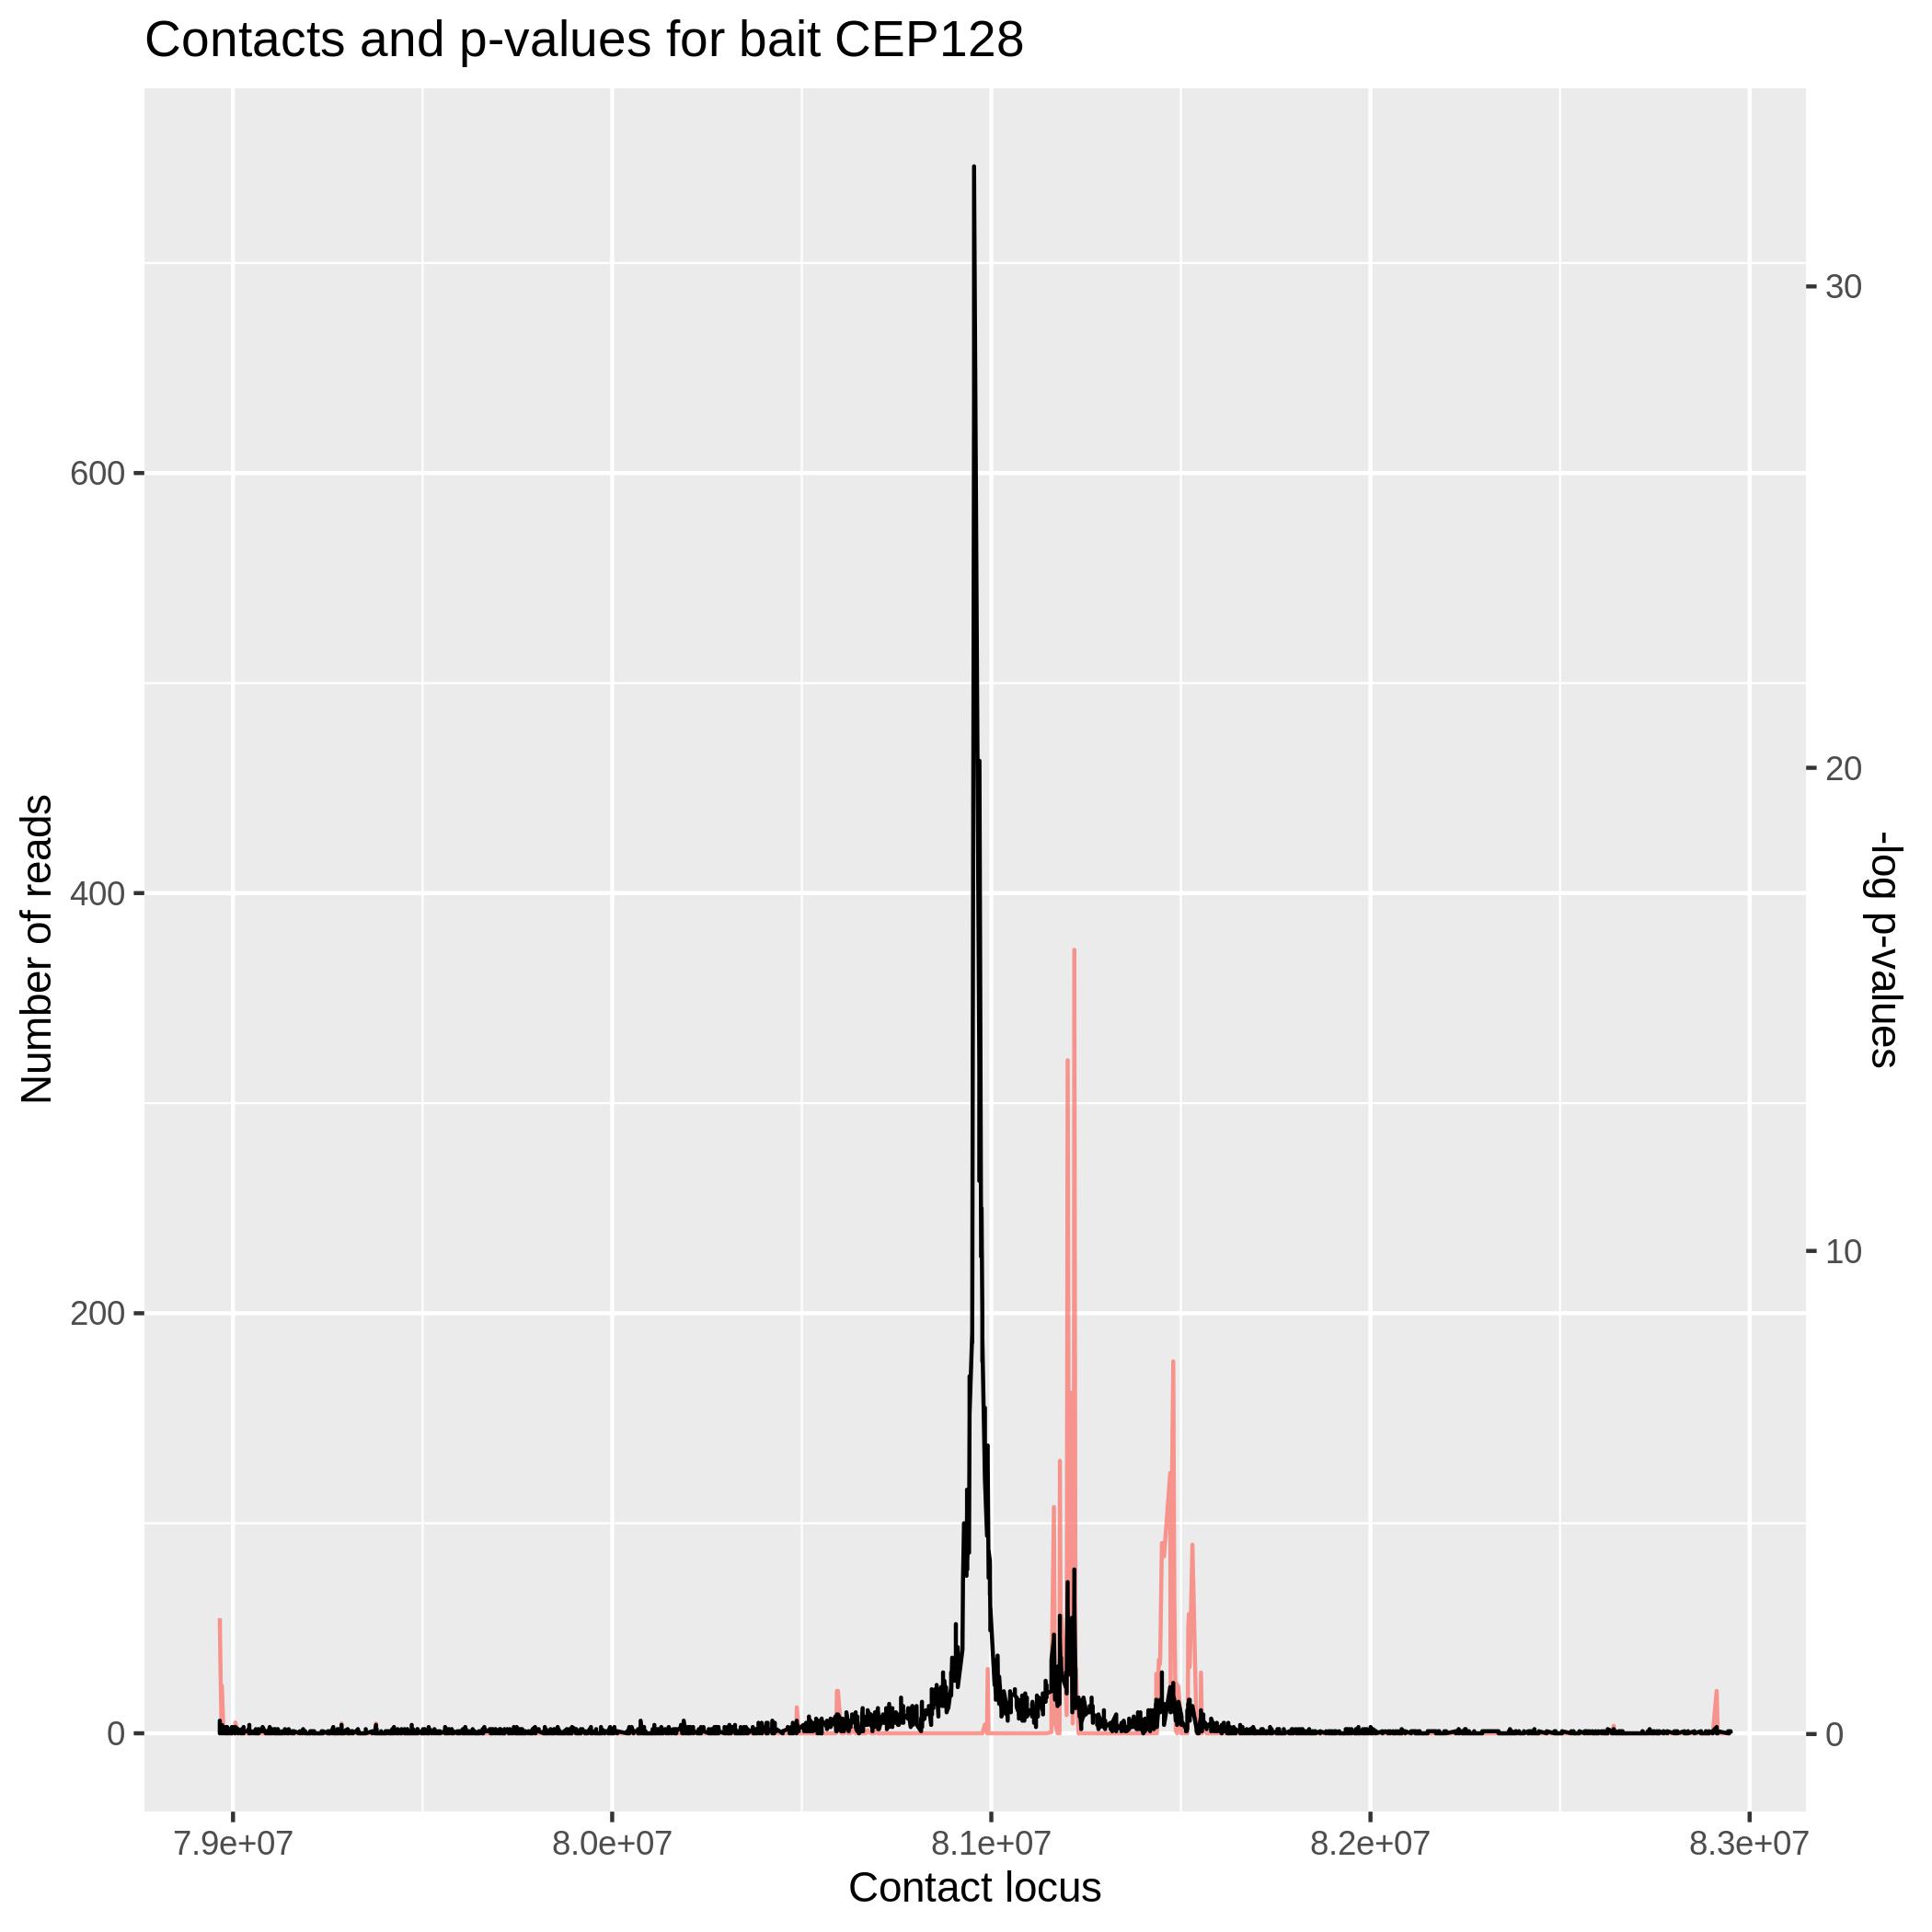 Contacts and p-values for bait CEP128
Number of reads
600
400
200
0
30
20
10
0
-log p-values
7.9e+07
8.0e+07
8.1e+07
8.2e+07
8.3e+07
Contact locus